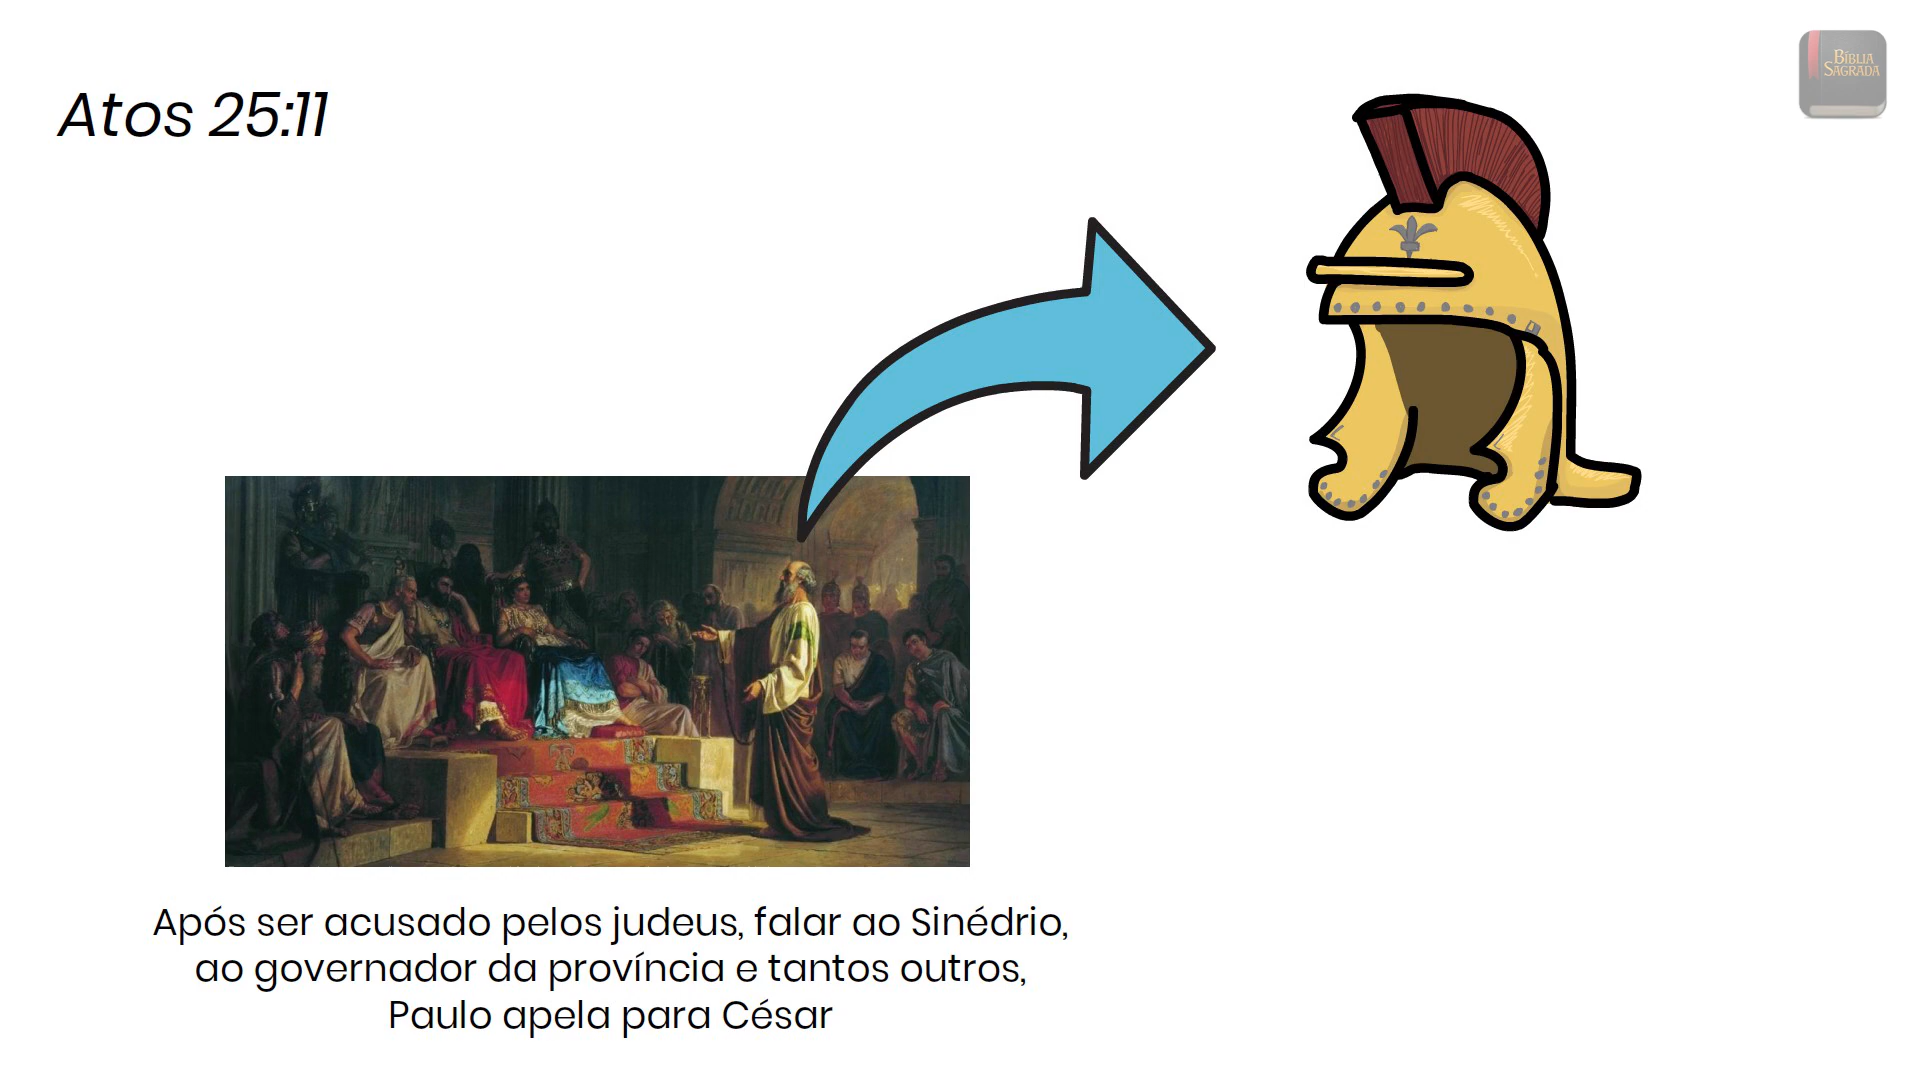 Atos 25:11
BÍBLIA
SAGRADA
Após ser acusado pelos judeus, falar ao Sinédrio,
ao governador da província e tantos outros,
Paulo apela para César